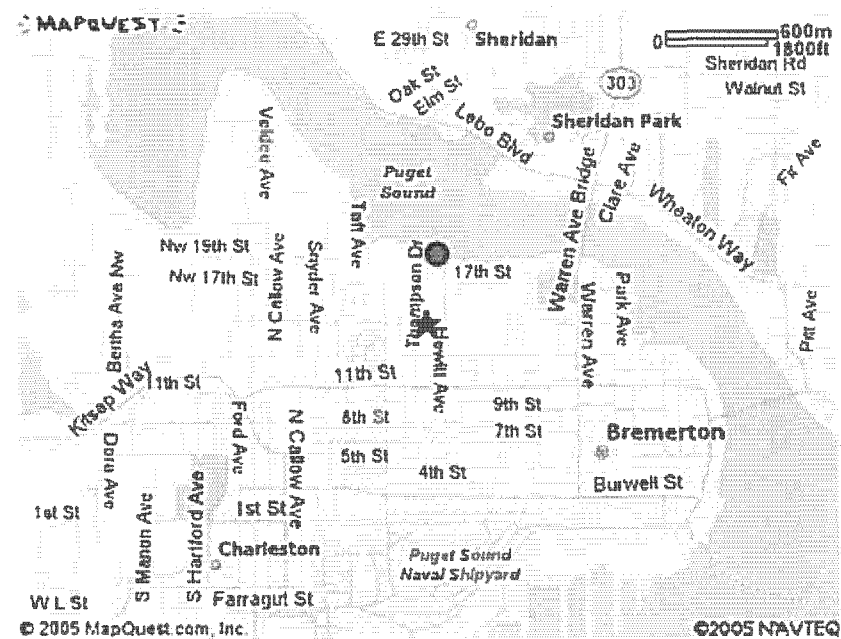 MAPQUEST
E 29th St
Sheridan
0
600m
1800ft
Sheridan Rd
Walnut St
303
Oak St
Elm St
Lebo Blvd
Sheridan Park
Puget
Sound
Warren Ave Bridge
Clare Ave
Wheaton Way
Fir Ave
Taft Ave
Nw 19th St
Nw 17th St
N Callow Ave
Snyder Ave
Thompson Dr
17th St
Bertha Ave Nw
Warren Ave
Park Ave
Pitt Ave
Kitsap Way
11th St
11th St
Hewitt Ave
9th St
8th St
7th St
Bremerton
Ford Ave
N Callow Ave
5th St
4th St
Burwell St
Dora Ave
1st St
S Marion Ave
S Hartford Ave
1st St
Charleston
Puget Sound
Naval Shipyard
W L St
Farragut St
© 2005 MapQuest.com, Inc.
©2005 NAVTEQ